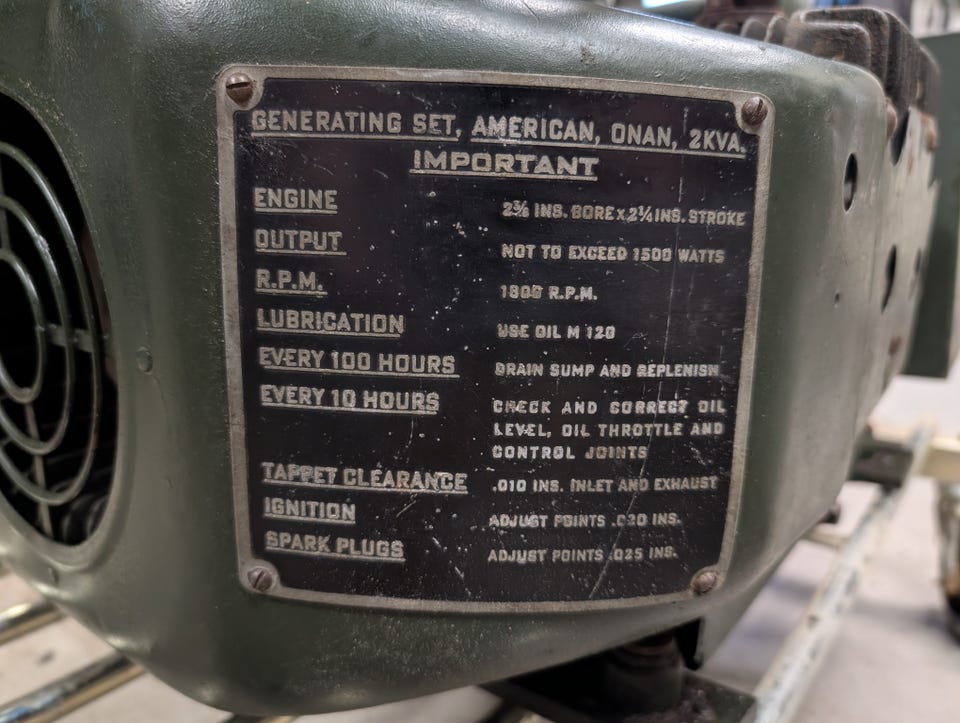 GENERATING SET, AMERICAN, ONAN, 2KVA.
IMPORTANT
ENGINE 2⅜ INS. BORE x 2¼ INS. STROKE
OUTPUT NOT TO EXCEED 1500 WATTS
R.P.M. 1800 R.P.M.
LUBRICATION USE OIL M 120
EVERY 100 HOURS DRAIN SUMP AND REPLENISH
EVERY 10 HOURS CHECK AND CORRECT OIL
LEVEL, OIL THROTTLE AND
CONTROL JOINTS
TAPPET CLEARANCE .010 INS. INLET AND EXHAUST
IGNITION ADJUST POINTS .020 INS.
SPARK PLUGS ADJUST POINTS .025 INS.